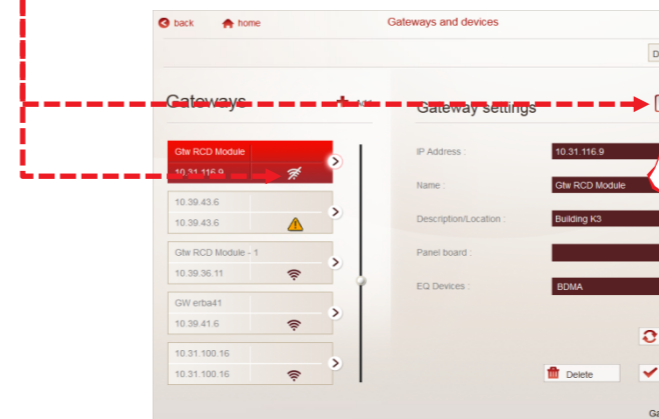 back
home
Gateways and devices
D
Gateways
Gateway settings
Gtw RCD Module
10.31.116.9
10.39.43.6
10.39.43.6
Gtw RCD Module - 1
10.39.36.11
GW erba41
10.39.41.6
10.31.100.16
10.31.100.16
IP Address :
10.31.116.9
Name :
Gtw RCD Module
Description/Location :
Building K3
Panel board :
EQ Devices :
BDMA
Delete
Ga